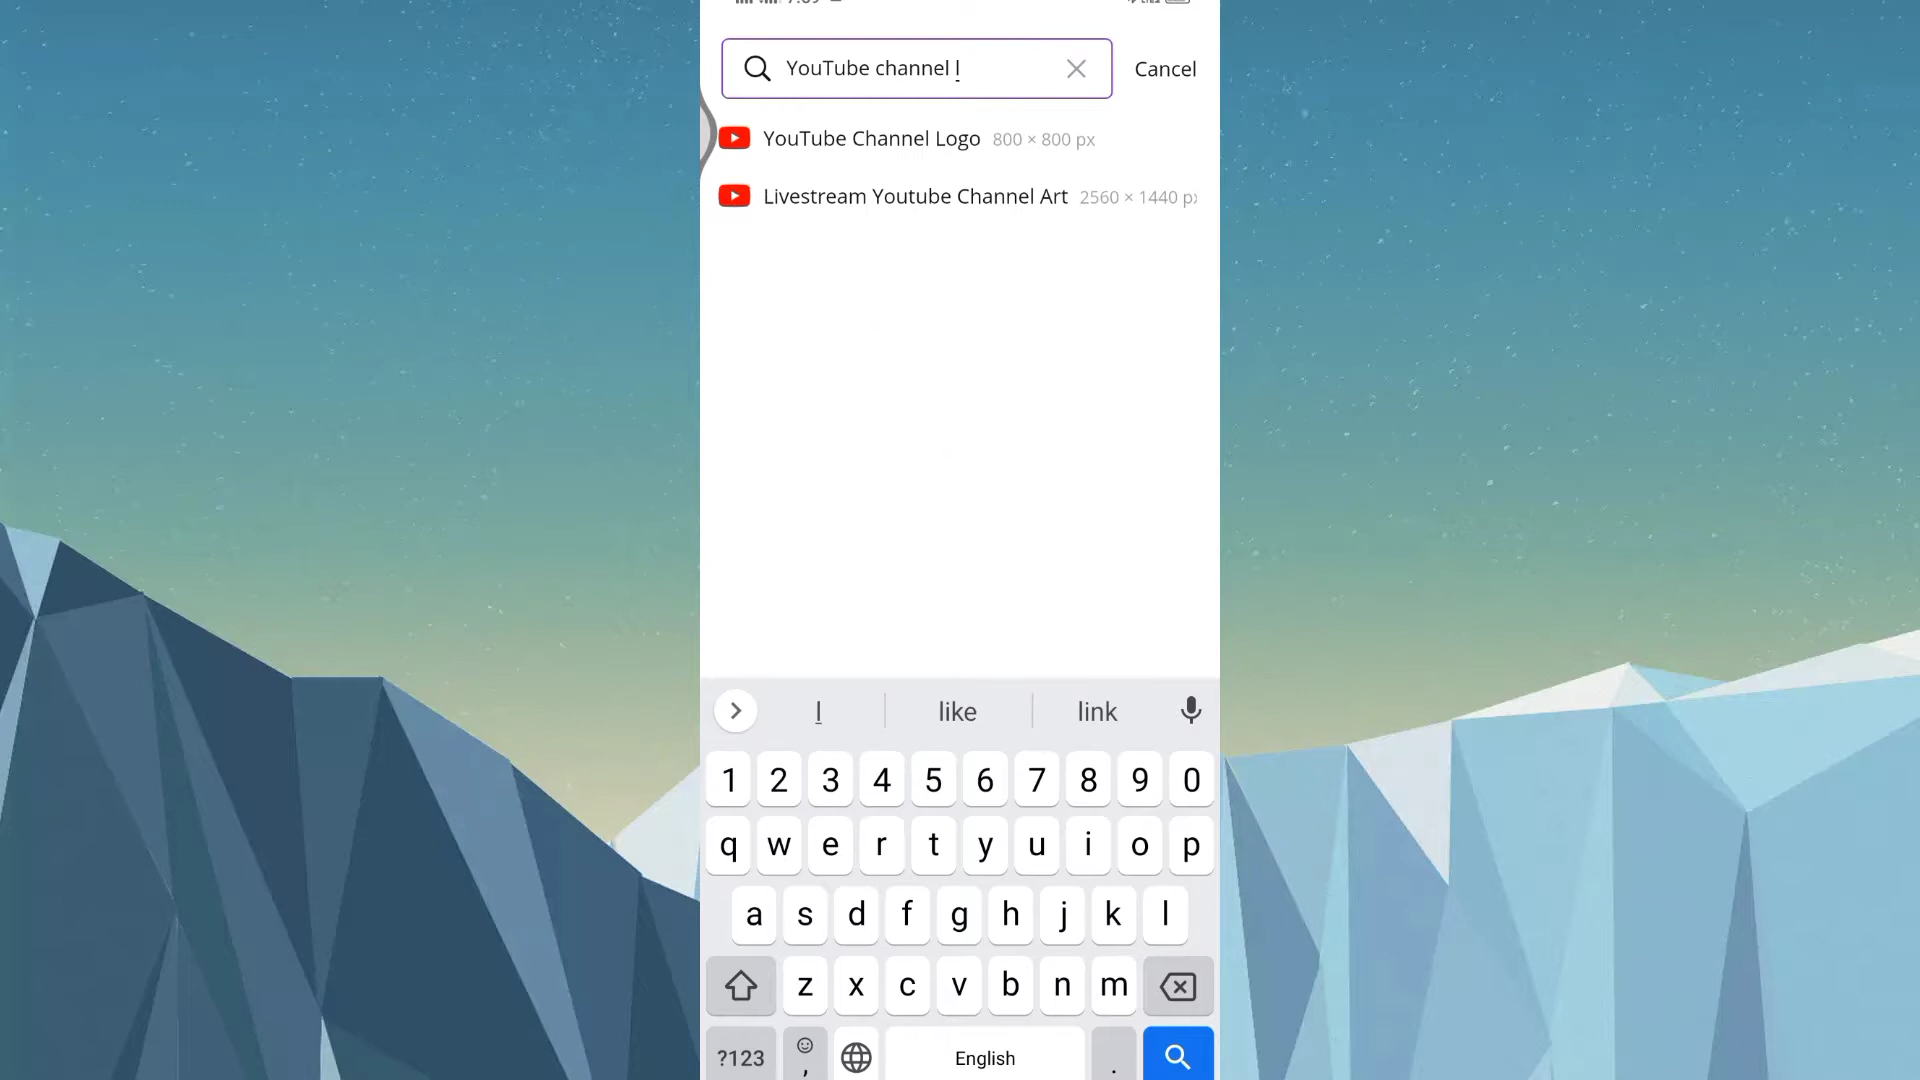 YouTube channel l
Cancel
YouTube Channel Logo 800 × 800 px
Livestream Youtube Channel Art 2560 × 1440 px
l like link
1 2 3 4 5 6 7 8 9 0
q w e r t y u i o p
a s d f g h j k l
z x c v b n m
?123 , English .